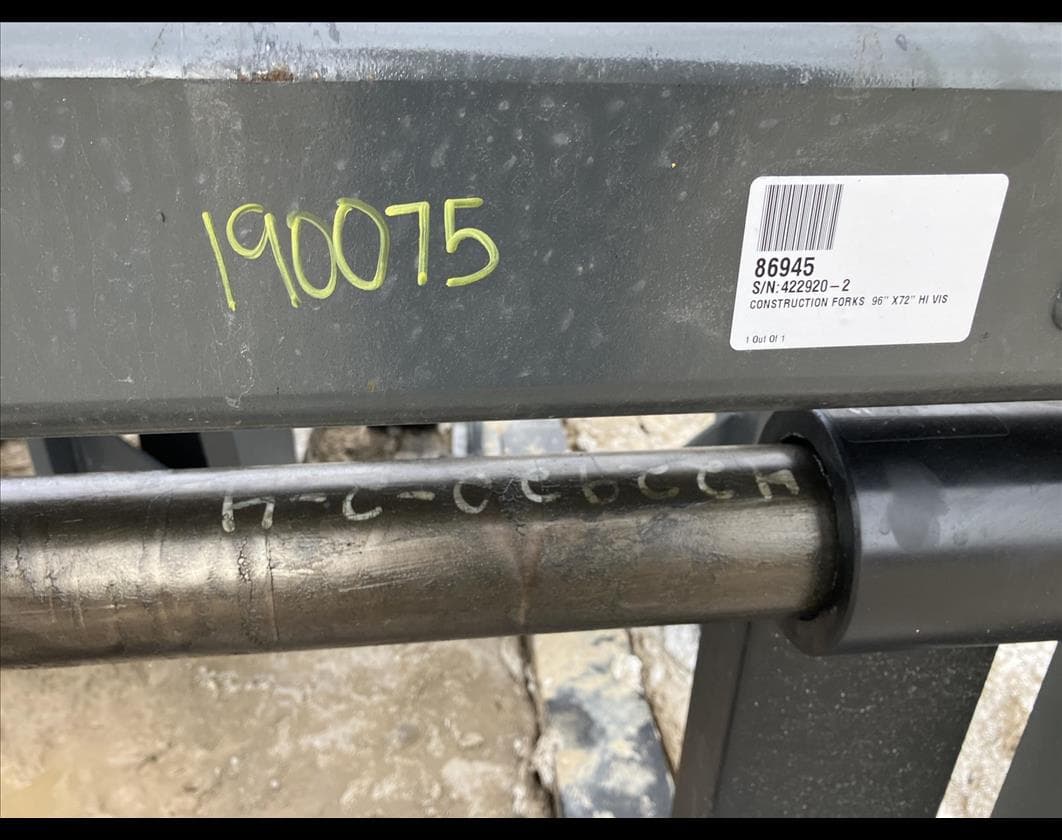 190075
86945
S/N:422920-2
CONSTRUCTION FORKS 96" X72" HI VIS
1 Out Of 1